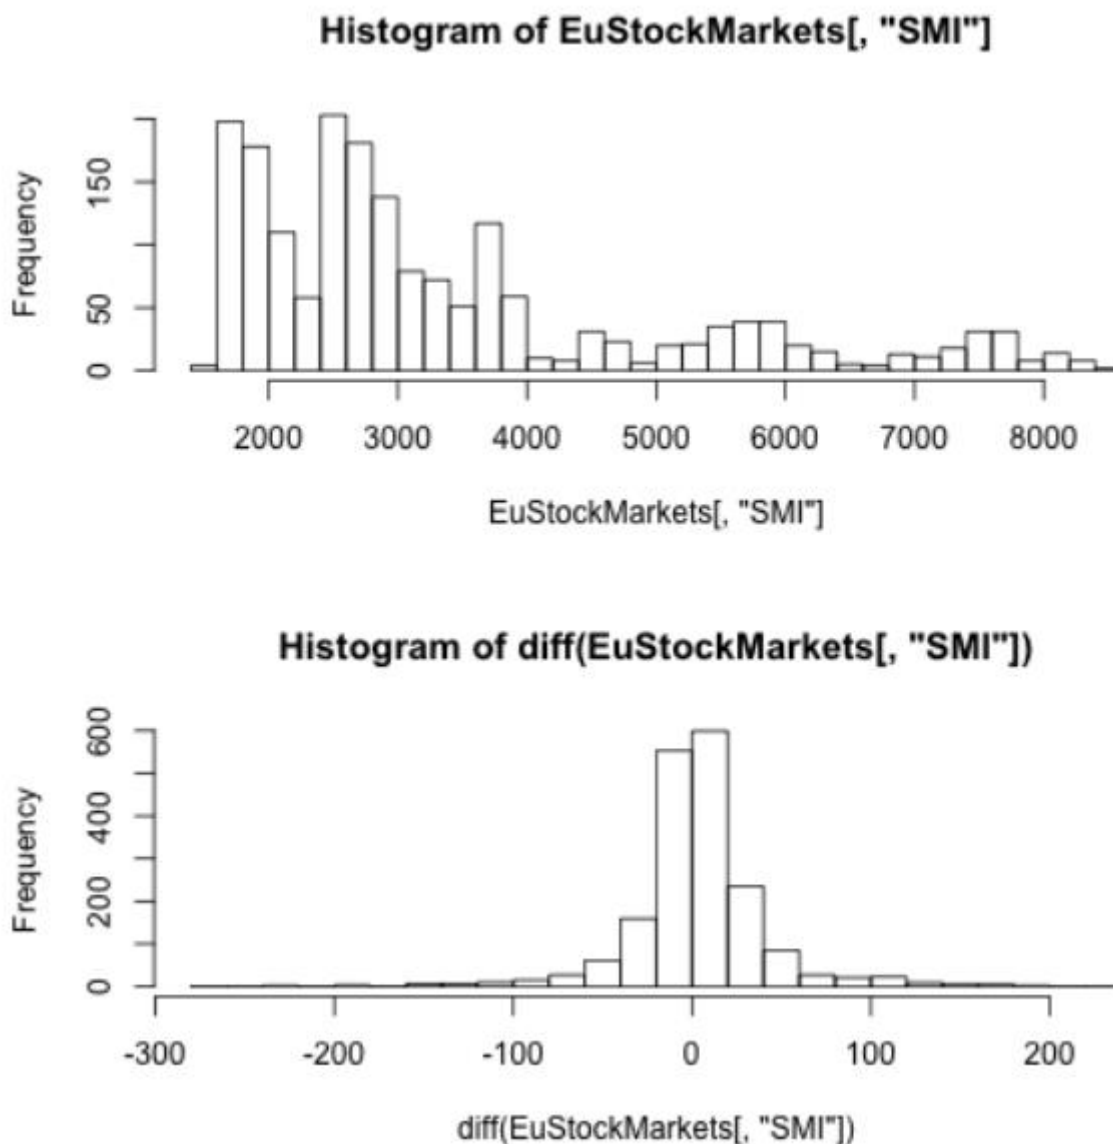 Histogram of EuStockMarkets[, "SMI"]
Frequency
150
50
0
2000 3000 4000 5000 6000 7000 8000
EuStockMarkets[, "SMI"]
Histogram of diff(EuStockMarkets[, "SMI"])
Frequency
600
400
200
0
-300 -200 -100 0 100 200
diff(EuStockMarkets[, "SMI"])